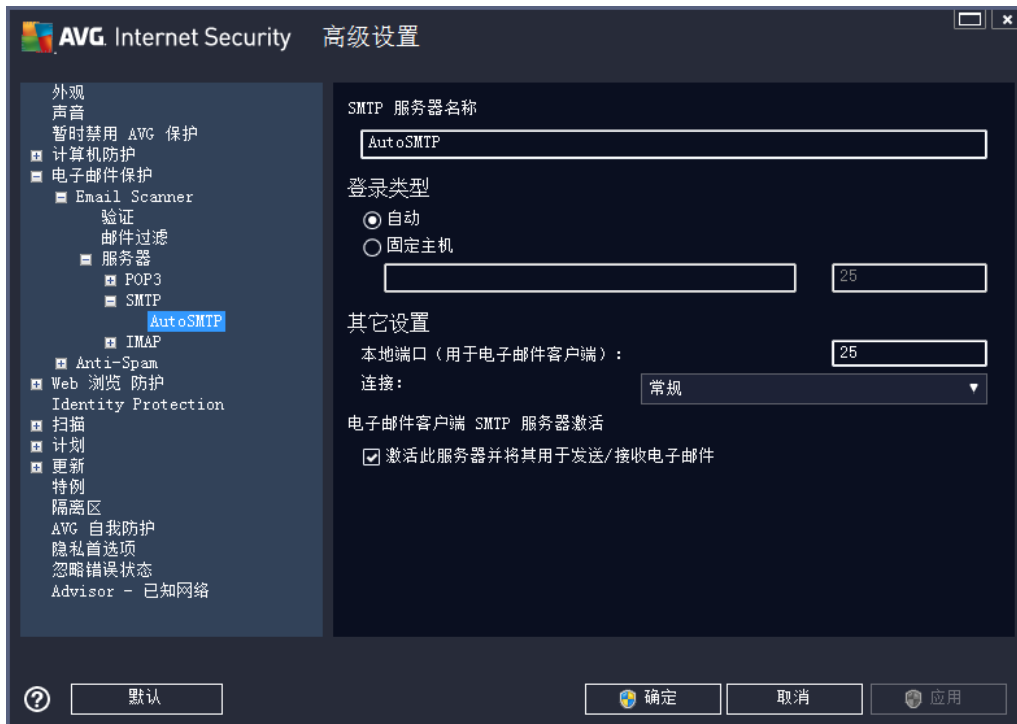 AVG. Internet Security 高级设置
外观
声音
暂时禁用 AVG 保护
计算机防护
电子邮件保护
Email Scanner
验证
邮件过滤
服务器
POP3
SMTP
AutoSMTP
IMAP
Anti-Spam
Web 浏览 防护
Identity Protection
扫描
计划
更新
特例
隔离区
AVG 自我防护
隐私首选项
忽略错误状态
Advisor - 已知网络
SMTP 服务器名称
AutoSMTP
登录类型
自动
固定主机
25
其它设置
本地端口（用于电子邮件客户端）: 25
连接: 常规
电子邮件客户端 SMTP 服务器激活
激活此服务器并将其用于发送/接收电子邮件
默认 确定 取消 应用